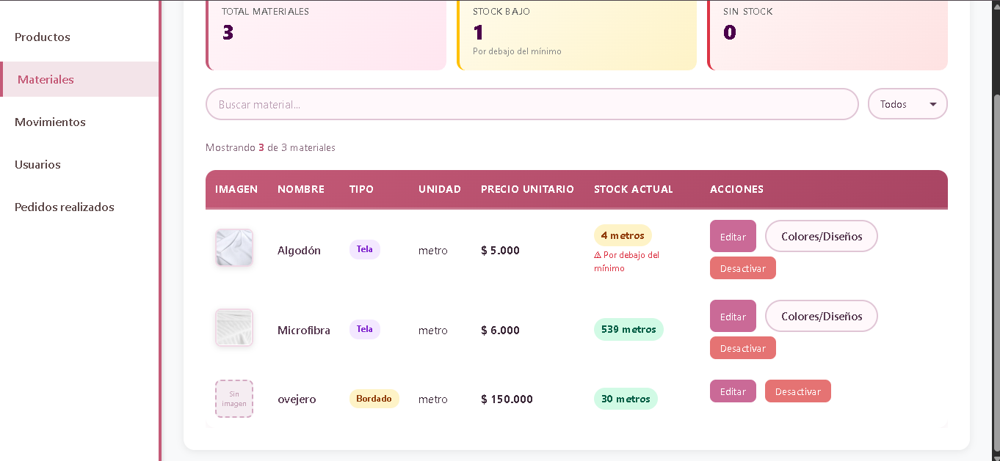 Productos
Materiales
Movimientos
Usuarios
Pedidos realizados
TOTAL MATERIALES
3
STOCK BAJO
1
Por debajo del mínimo
SIN STOCK
0
Buscar material...
Todos
Mostrando 3 de 3 materiales
IMAGEN NOMBRE TIPO UNIDAD PRECIO UNITARIO STOCK ACTUAL ACCIONES
Algodón Tela metro $ 5.000 4 metros Editar Colores/Diseños
⚠ Por debajo del
mínimo
Desactivar
Microfibra Tela metro $ 6.000 539 metros Editar Colores/Diseños
Desactivar
Sin
imagen
ovejero Bordado metro $ 150.000 30 metros Editar Desactivar